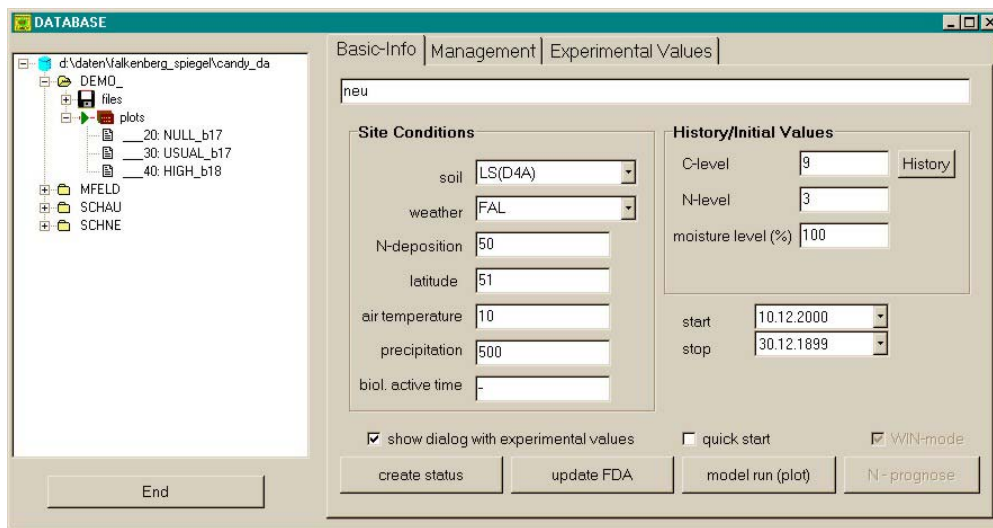 DATABASE
d:\daten\falkenberg_spiegel\candy_da
DEMO_
files
plots
___20: NULL_b17
___30: USUAL_b17
___40: HIGH_b18
MFELD
SCHAU
SCHNE
End
Basic-Info Management Experimental Values
neu
Site Conditions
soil LS(D4A)
weather FAL
N-deposition 50
latitude 51
air temperature 10
precipitation 500
biol. active time -
History/Initial Values
C-level 9 History
N-level 3
moisture level (%) 100
start 10.12.2000
stop 30.12.1899
show dialog with experimental values quick start WIN-mode
create status update FDA model run (plot) N - prognose